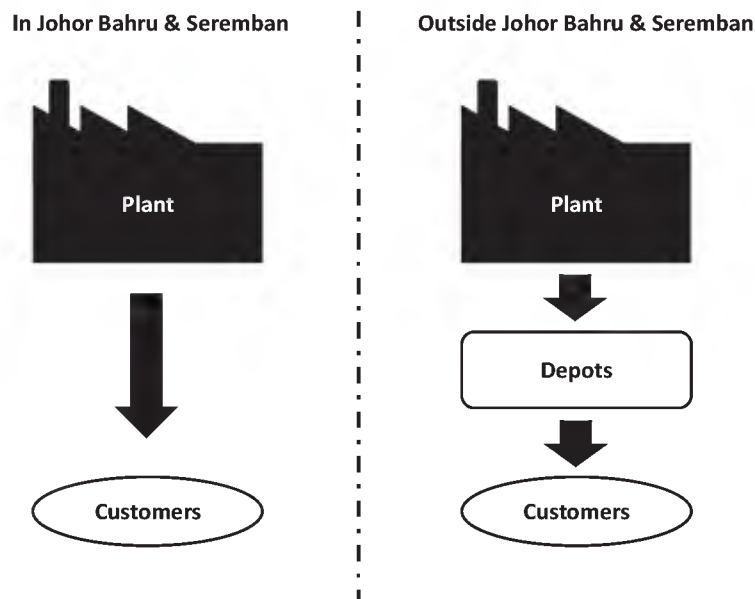 In Johor Bahru & Seremban
Plant
Customers
Outside Johor Bahru & Seremban
Plant
Depots
Customers